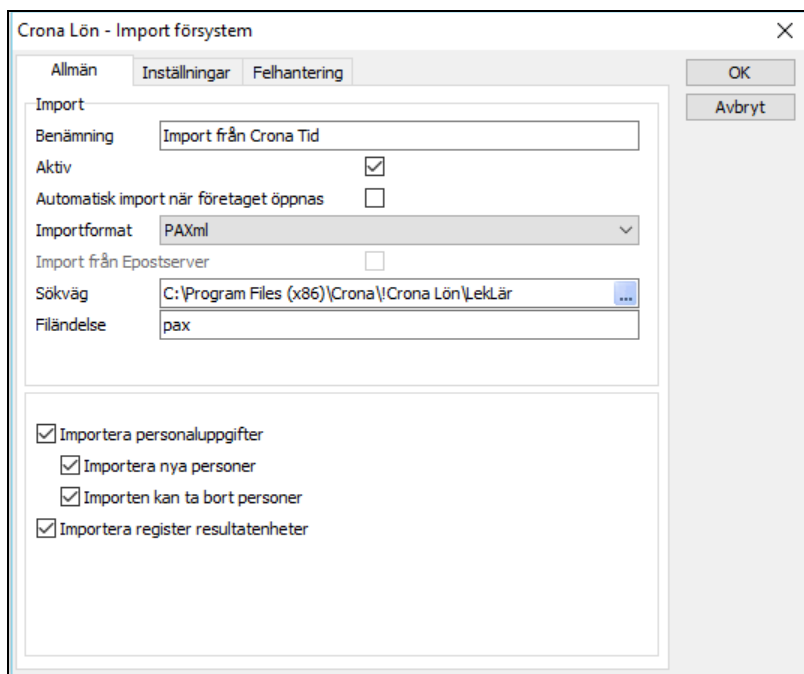 Crona Lön - Import försystem
Allmän Inställningar Felhantering
OK
Avbryt
Import
Benämning Import från Crona Tid
Aktiv
Automatisk import när företaget öppnas
Importformat PAXml
Import från Epostserver
Sökväg C:\Program Files (x86)\Crona\!Crona Lön\LekLär ...
Filändelse pax
Importera personaluppgifter
Importera nya personer
Importen kan ta bort personer
Importera register resultatenheter